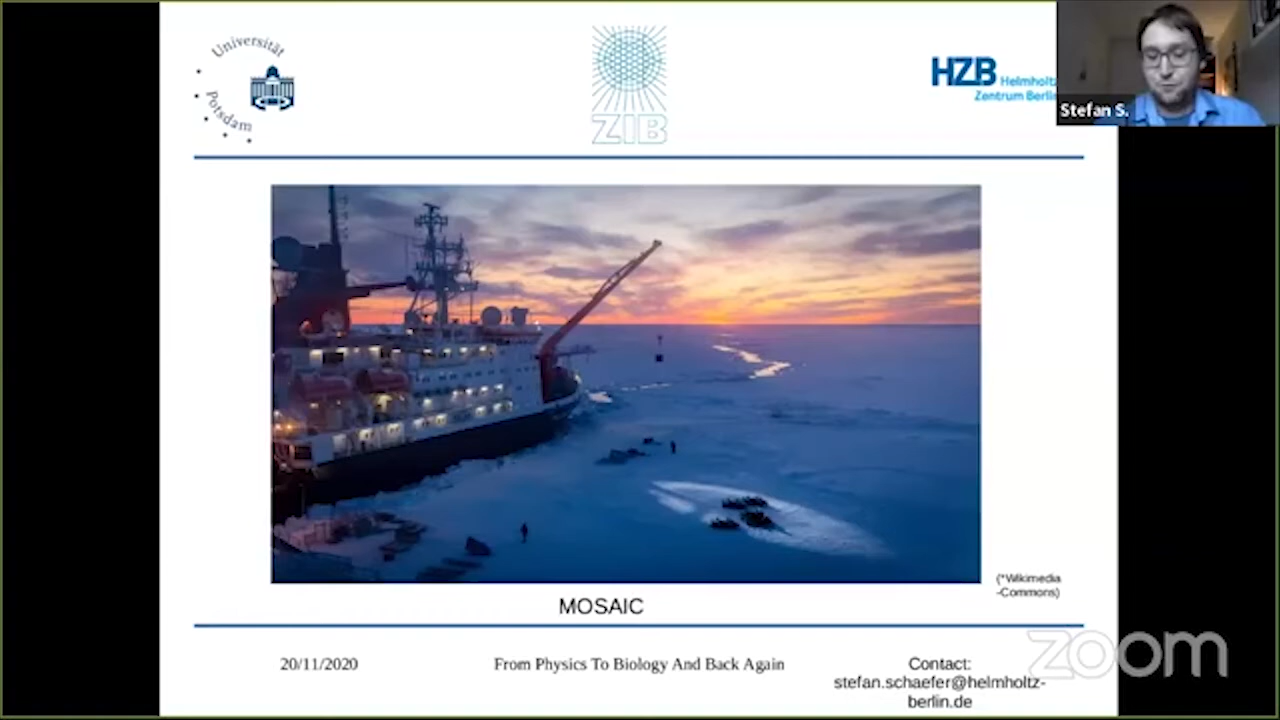 Universität
Potsdam
ZIB
HZB Helmholtz
Zentrum Berlin
Stefan S.
(*Wikimedia
-Commons)
MOSAIC
20/11/2020
From Physics To Biology And Back Again
Contact:
stefan.schaefer@helmholtz-
berlin.de
zoom